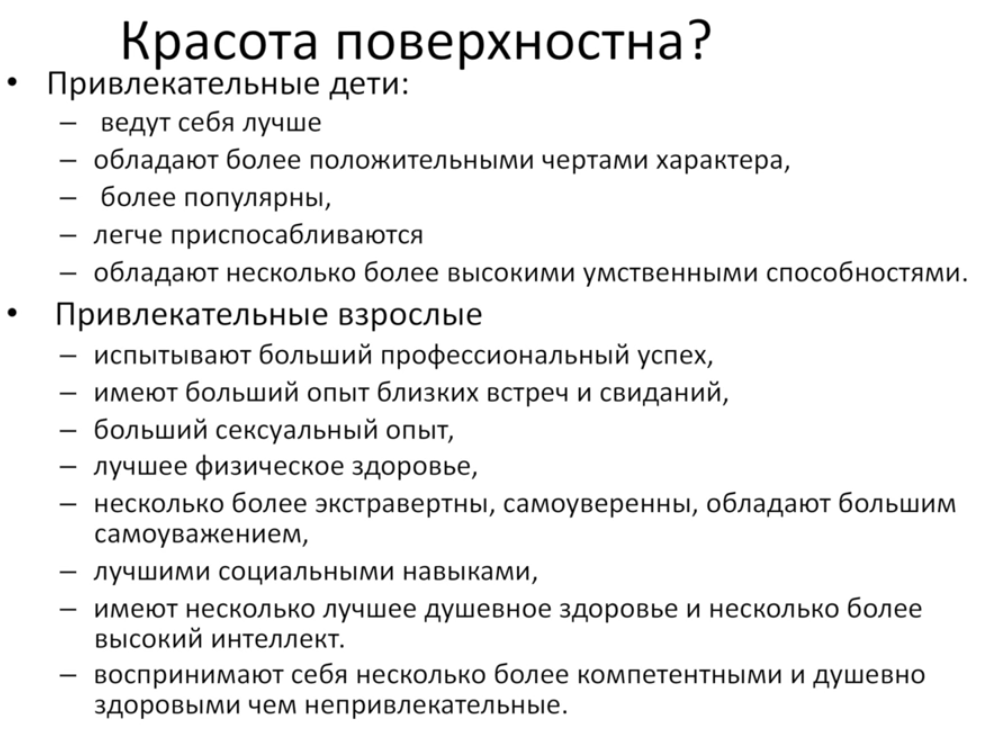 Красота поверхностна?
• Привлекательные дети:
– ведут себя лучше
– обладают более положительными чертами характера,
– более популярны,
– легче приспосабливаются
– обладают несколько более высокими умственными способностями.
• Привлекательные взрослые
– испытывают больший профессиональный успех,
– имеют больший опыт близких встреч и свиданий,
– больший сексуальный опыт,
– лучшее физическое здоровье,
– несколько более экстравертны, самоуверенны, обладают большим
самоуважением,
– лучшими социальными навыками,
– имеют несколько лучшее душевное здоровье и несколько более
высокий интеллект.
– воспринимают себя несколько более компетентными и душевно
здоровыми чем непривлекательные.